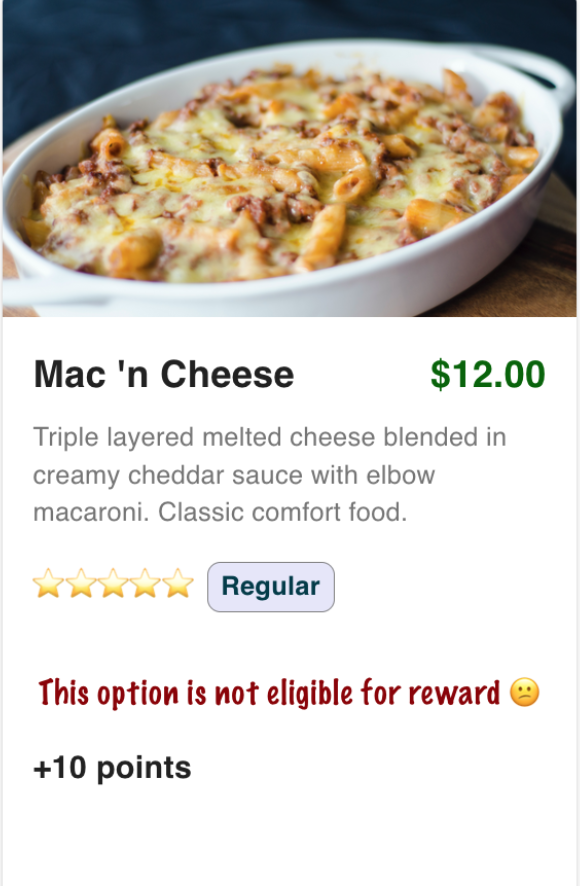 Mac 'n Cheese $12.00
Triple layered melted cheese blended in
creamy cheddar sauce with elbow
macaroni. Classic comfort food.
⭐⭐⭐⭐⭐ Regular
This option is not eligible for reward 😕
+10 points